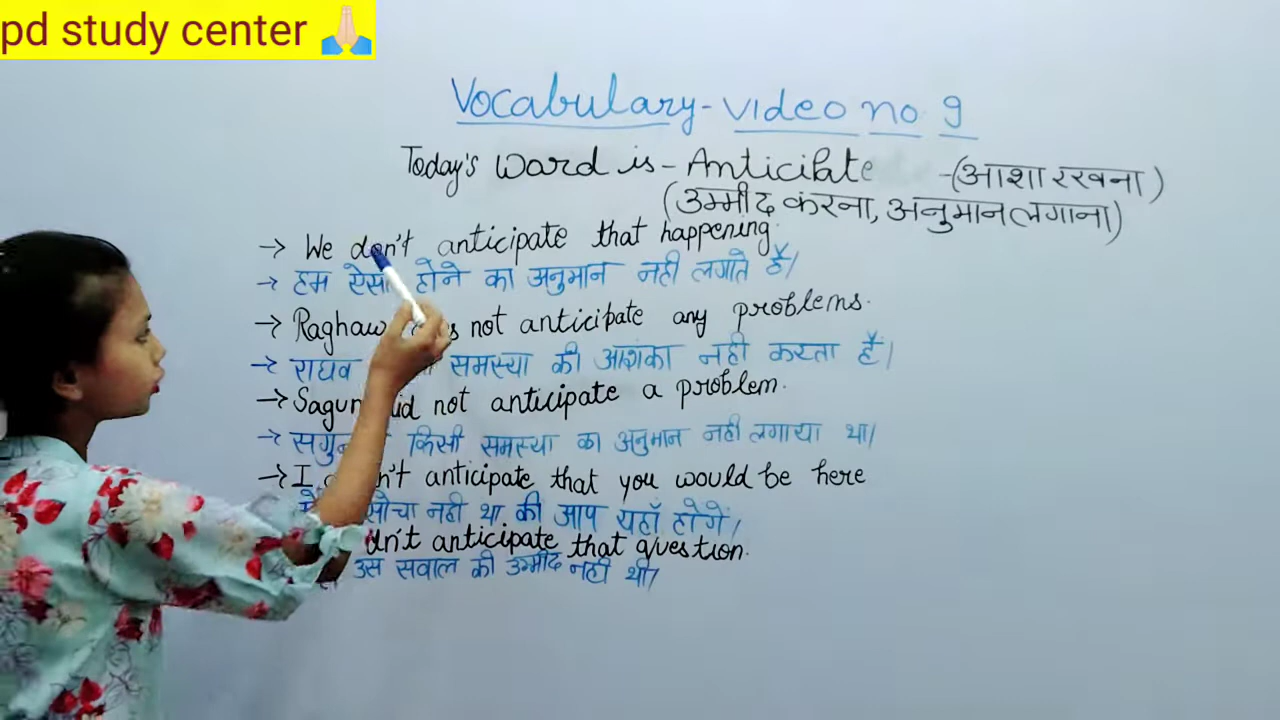 pd study center 🙏🏻
Vocabulary - Video no 9
Today's Word is - Anticipate - (आशा रखना)
(उम्मीद करना, अनुमान लगाना)
→ We don't anticipate that happening.
→ हम ऐसा होने का अनुमान नही लगाते है।
→ Raghaw not anticipate any problems.
→ राघव समस्या की आशंका नही करता है।
→ Sagun did not anticipate a problem.
→ सगुन किसी समस्या का अनुमान नही लगाया था।
→ I anticipate that you would be here
सोचा नही था की आप यहाँ होगें।
anticipate that question.
उस सवाल की उम्मीद नही थी।